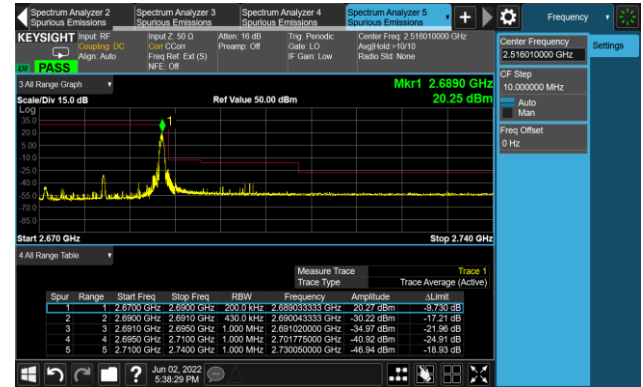 Spectrum Analyzer 2
Spurious Emissions
Spectrum Analyzer 3
Spurious Emissions
Spectrum Analyzer 4
Spurious Emissions
Spectrum Analyzer 5
Spurious Emissions
Frequency
KEYSIGHT
Input: RF
Coupling: DC
Align: Auto
Input Z: 50 Ω
Corr CCorr
Freq Ref: Ext (S)
NFE: Off
Atten: 16 dB
Preamp: Off
Trig: Periodic
Gate: LO
IF Gain: Low
Center Freq: 2.516010000 GHz
Avg|Hold:>10/10
Radio Std: None
PASS
Center Frequency
2.516010000 GHz
Settings
CF Step
10.000000 MHz
Auto
Man
Freq Offset
0 Hz
3 All Range Graph
Mkr1 2.6890 GHz
Scale/Div 15.0 dB
Ref Value 50.00 dBm
20.25 dBm
Log
35.0
20.0
5.00
-10.0
-25.0
-40.0
-55.0
-70.0
-85.0
1
Start 2.670 GHz
Stop 2.740 GHz
4 All Range Table
Measure Trace Trace 1
Trace Type Trace Average (Active)
Spur Range Start Freq Stop Freq RBW Frequency Amplitude ΔLimit
1 1 2.6700 GHz 2.6900 GHz 200.0 kHz 2.689033333 GHz 20.27 dBm -9.730 dB
2 2 2.6900 GHz 2.6910 GHz 430.0 kHz 2.690043333 GHz -30.22 dBm -17.21 dB
3 3 2.6910 GHz 2.6950 GHz 1.000 MHz 2.691020000 GHz -34.97 dBm -21.96 dB
4 4 2.6950 GHz 2.7100 GHz 1.000 MHz 2.701775000 GHz -40.92 dBm -24.91 dB
5 5 2.7100 GHz 2.7400 GHz 1.000 MHz 2.730050000 GHz -46.94 dBm -18.93 dB
Jun 02, 2022
5:38:29 PM